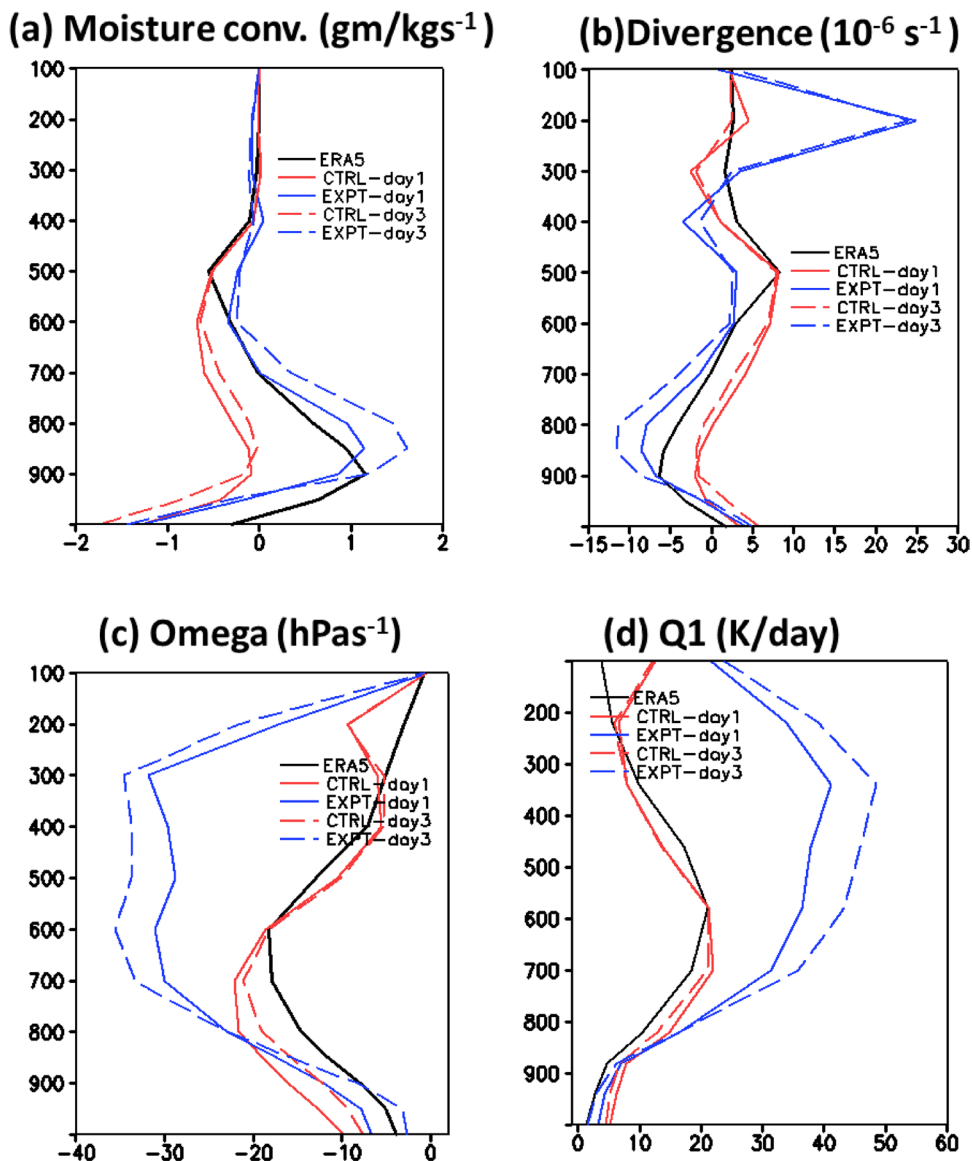 (a) Moisture conv. (gm/kgs-1)
100
200
300
400
500
600
700
800
900
-2
-1
0
1
2
ERA5
CTRL-day1
EXPT-day1
CTRL-day3
EXPT-day3
(b)Divergence (10-6 s-1)
100
200
300
400
500
600
700
800
900
-15
-10
-5
0
5
10
15
20
25
30
ERA5
CTRL-day1
EXPT-day1
CTRL-day3
EXPT-day3
(c) Omega (hPas-1)
100
200
300
400
500
600
700
800
900
-40
-30
-20
-10
0
ERA5
CTRL-day1
EXPT-day1
CTRL-day3
EXPT-day3
(d) Q1 (K/day)
200
300
400
500
600
700
800
900
0
10
20
30
40
50
60
ERA5
CTRL-day1
EXPT-day1
CTRL-day3
EXPT-day3